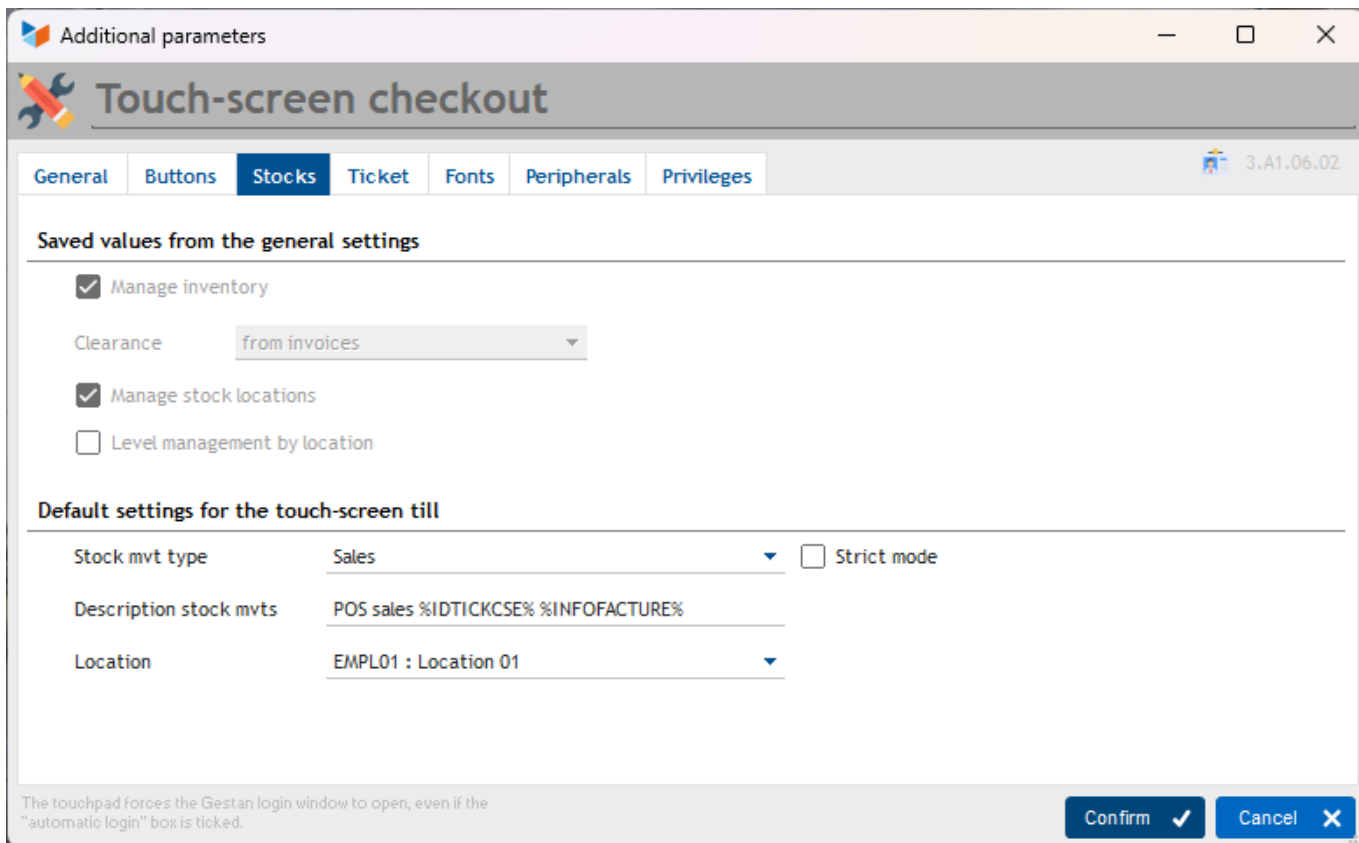 Additional parameters
Touch-screen checkout
General Buttons Stocks Ticket Fonts Peripherals Privileges 3.A1.06.02
Saved values from the general settings
Manage inventory
Clearance from invoices
Manage stock locations
Level management by location
Default settings for the touch-screen till
Stock mvt type Sales Strict mode
Description stock mvts POS sales %IDTICKCSE% %INFOFACTURE%
Location EMPL01 : Location 01
The touchpad forces the Gestan login window to open, even if the
"automatic login" box is ticked.
Confirm Cancel